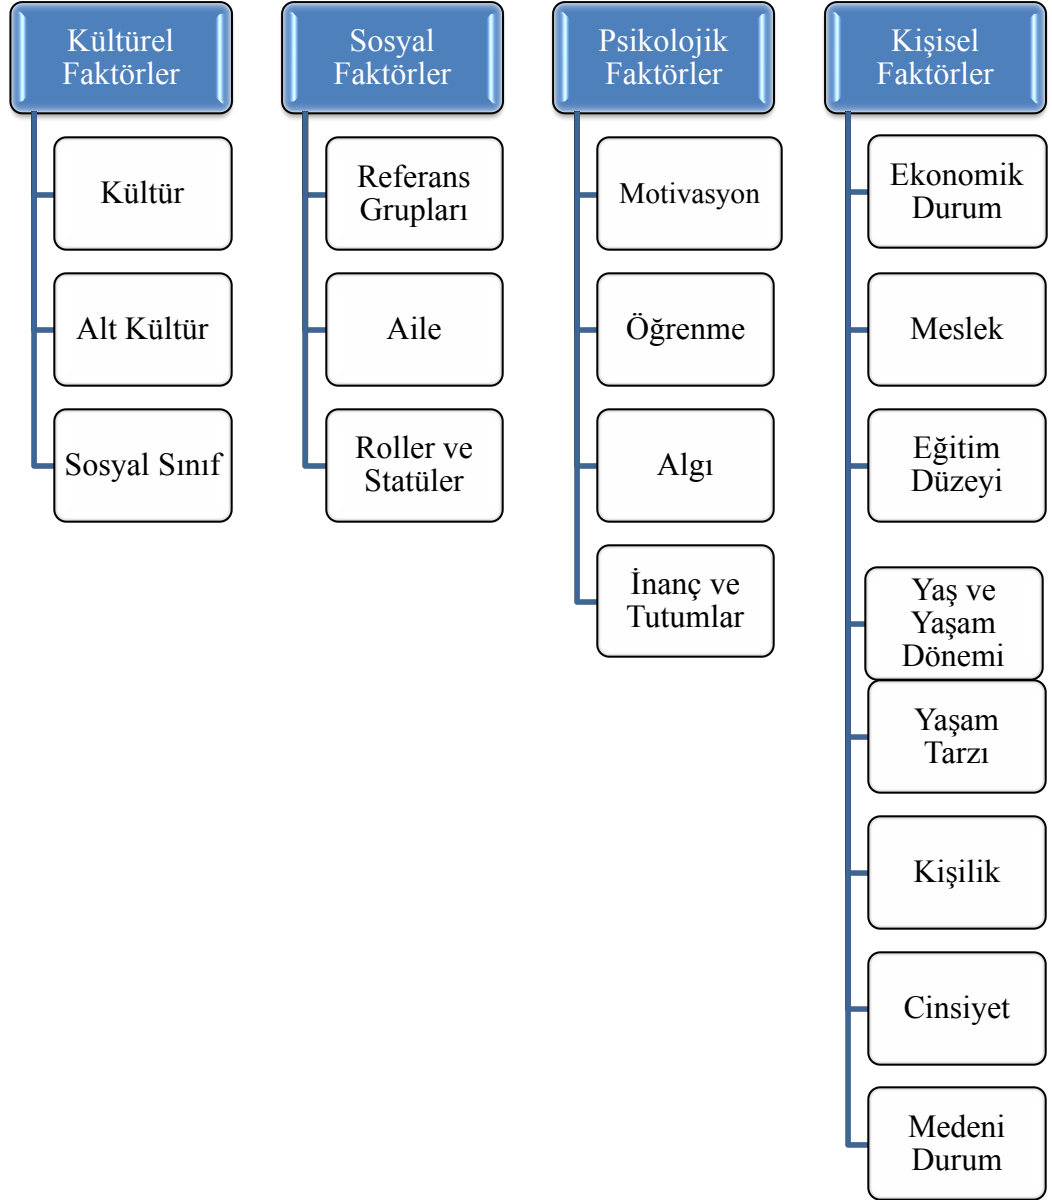 Kültürel
Faktörler
Kültür
Alt Kültür
Sosyal Sınıf
Sosyal
Faktörler
Referans
Grupları
Aile
Roller ve
Statüler
Psikolojik
Faktörler
Motivasyon
Öğrenme
Algı
İnanç ve
Tutumlar
Kişisel
Faktörler
Ekonomik
Durum
Meslek
Eğitim
Düzeyi
Yaş ve
Yaşam
Dönemi
Yaşam
Tarzı
Kişilik
Cinsiyet
Medeni
Durum